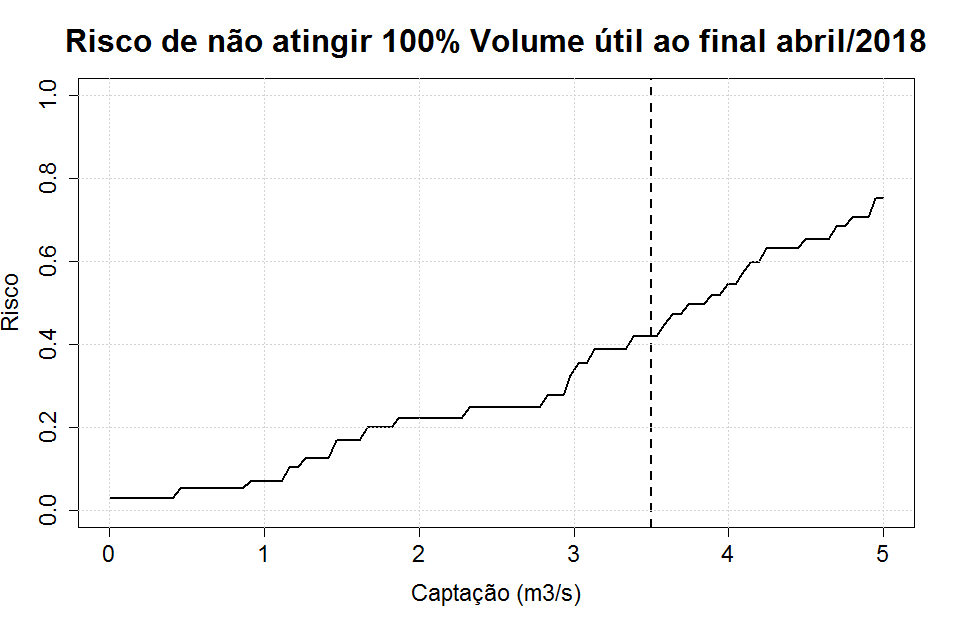 Risco de não atingir 100% Volume útil ao final abril/2018
1.0
0.8
0.6
0.4
0.2
0.0
Risco
0 1 2 3 4 5
Captação (m3/s)